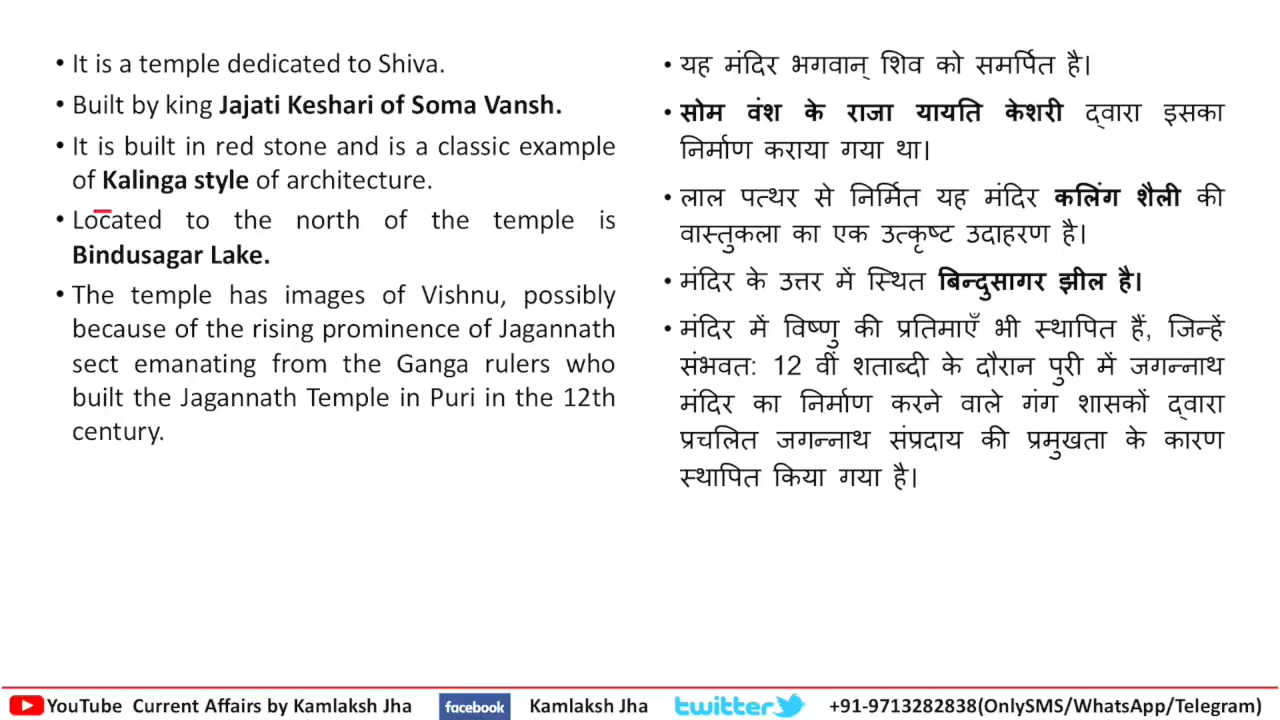 • It is a temple dedicated to Shiva.
• Built by king Jajati Keshari of Soma Vansh.
• It is built in red stone and is a classic example
of Kalinga style of architecture.
• Located to the north of the temple is
Bindusagar Lake.
• The temple has images of Vishnu, possibly
because of the rising prominence of Jagannath
sect emanating from the Ganga rulers who
built the Jagannath Temple in Puri in the 12th
century.
• यह मंदिर भगवान् शिव को समर्पित है।
• सोम वंश के राजा यायति केशरी द्वारा इसका
निर्माण कराया गया था।
• लाल पत्थर से निर्मित यह मंदिर कलिंग शैली की
वास्तुकला का एक उत्कृष्ट उदाहरण है।
• मंदिर के उत्तर में स्थित बिन्दुसागर झील है।
• मंदिर में विष्णु की प्रतिमाएँ भी स्थापित हैं, जिन्हें
संभवत: 12 वीं शताब्दी के दौरान पुरी में जगन्नाथ
मंदिर का निर्माण करने वाले गंग शासकों द्वारा
प्रचलित जगन्नाथ संप्रदाय की प्रमुखता के कारण
स्थापित किया गया है।
YouTube Current Affairs by Kamlaksh Jha facebook Kamlaksh Jha twitter +91-9713282838(OnlySMS/WhatsApp/Telegram)